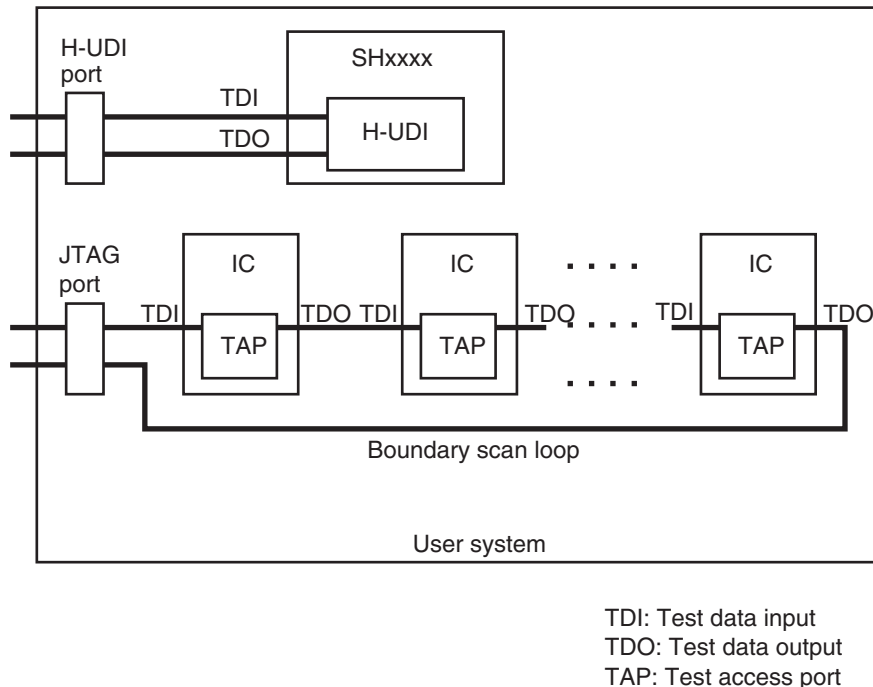 H-UDI
port
SHxxxx
TDI
H-UDI
TDO
JTAG
port
IC
IC
IC
TDI
TDO
TDI
TDO
TDI
TDO
TAP
TAP
TAP
Boundary scan loop
User system
TDI: Test data input
TDO: Test data output
TAP: Test access port